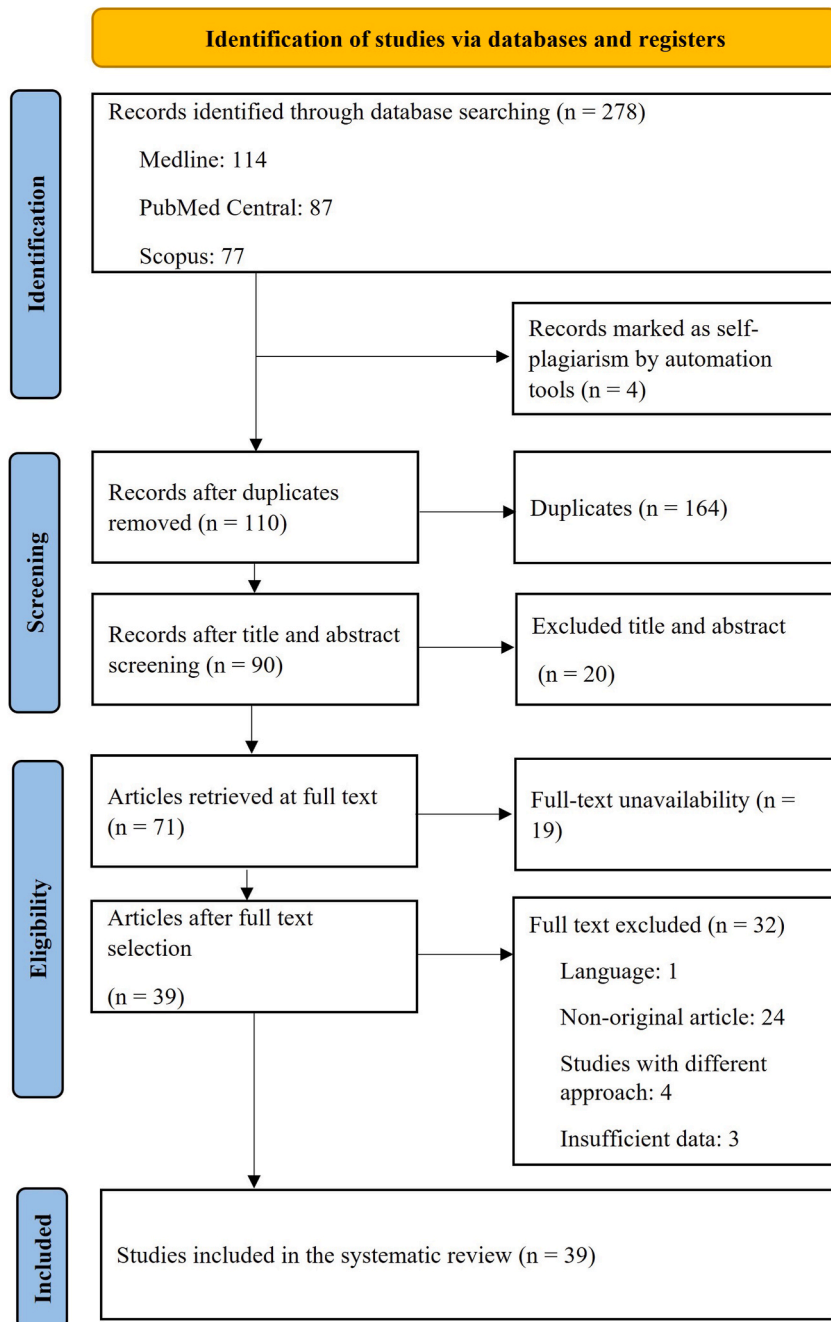 Identification of studies via databases and registers
Identification
Records identified through database searching (n = 278)
Medline: 114
PubMed Central: 87
Scopus: 77
Records marked as self-
plagiarism by automation
tools (n = 4)
Screening
Records after duplicates
removed (n = 110)
Duplicates (n = 164)
Records after title and abstract
screening (n = 90)
Excluded title and abstract
(n = 20)
Eligibility
Articles retrieved at full text
(n = 71)
Full-text unavailability (n =
19)
Articles after full text
selection
(n = 39)
Full text excluded (n = 32)
Language: 1
Non-original article: 24
Studies with different
approach: 4
Insufficient data: 3
Included
Studies included in the systematic review (n = 39)